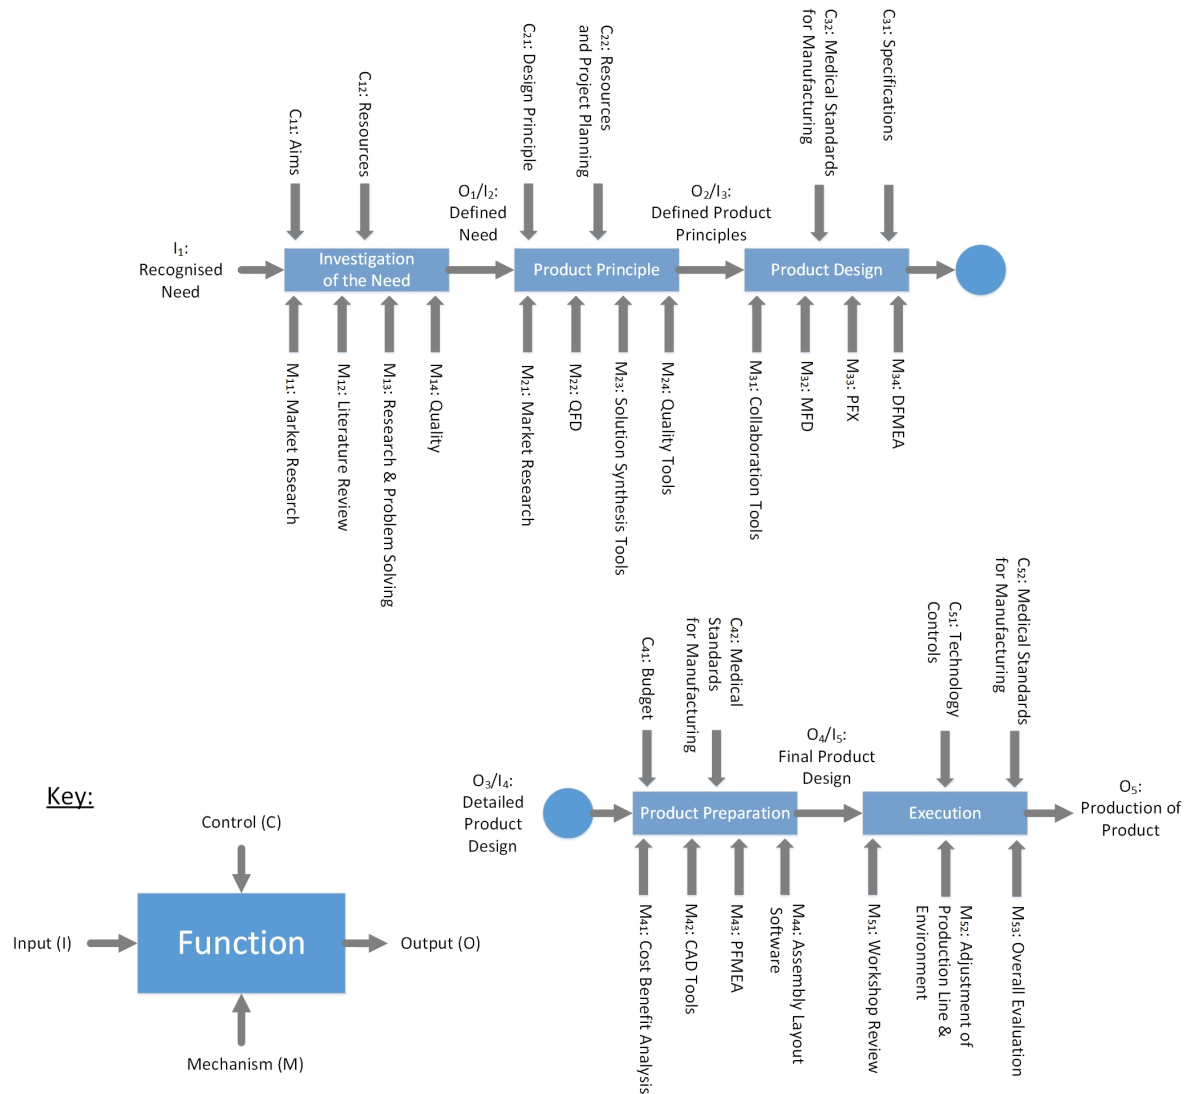 C₂₁: Design Principle
C₂₂: Resources
and Project Planning
C₃₂: Medical Standards
for Manufacturing
C₃₁: Specifications
C₁₁: Aims
C₁₂: Resources
I₁:
Recognised
Need
Investigation
of the Need
O₁/I₂:
Defined
Need
Product Principle
O₂/I₃:
Defined Product
Principles
Product Design
M₁₁: Market Research
M₁₂: Literature Review
M₁₃: Research & Problem Solving
M₁₄: Quality
M₂₁: Market Research
M₂₂: QFD
M₂₃: Solution Synthesis Tools
M₂₄: Quality Tools
M₃₁: Collaboration Tools
M₃₂: MFD
M₃₃: PFX
M₃₄: DFMEA
C₄₁: Budget
C₄₂: Medical
Standards
for Manufacturing
C₅₁: Technology
Controls
C₅₂: Medical Standards
for Manufacturing
O₃/I₄:
Detailed
Product
Design
Product Preparation
O₄/I₅:
Final Product
Design
Execution
O₅:
Production of
Product
M₄₁: Cost Benefit Analysis
M₄₂: CAD Tools
M₄₃: PFMEA
M₄₄: Assembly Layout
Software
M₅₁: Workshop Review
M₅₂: Adjustment of
Production Line &
Environment
M₅₃: Overall Evaluation
Key:
Control (C)
Input (I)
Function
Output (O)
Mechanism (M)